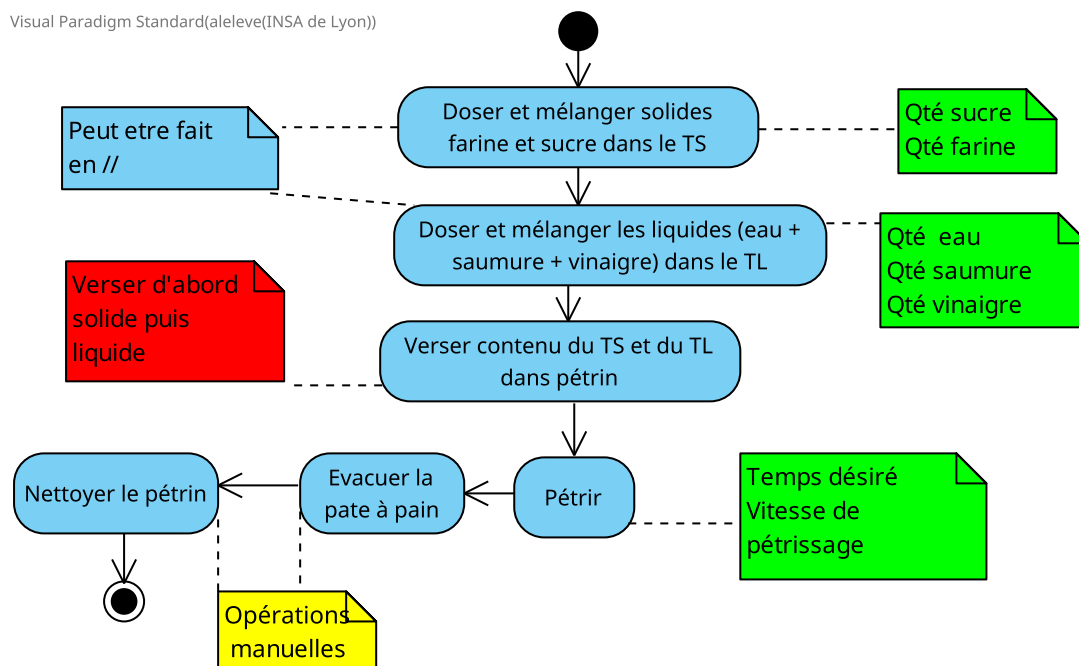 Visual Paradigm Standard(aleleve(INSA de Lyon))
Doser et mélanger solides
farine et sucre dans le TS
Peut etre fait
en //
Qté sucre
Qté farine
Doser et mélanger les liquides (eau +
saumure + vinaigre) dans le TL
Qté  eau
Qté saumure
Qté vinaigre
Verser d'abord
solide puis
liquide
Verser contenu du TS et du TL
dans pétrin
Nettoyer le pétrin
Evacuer la
pate à pain
Pétrir
Temps désiré
Vitesse de
pétrissage
Opérations
manuelles